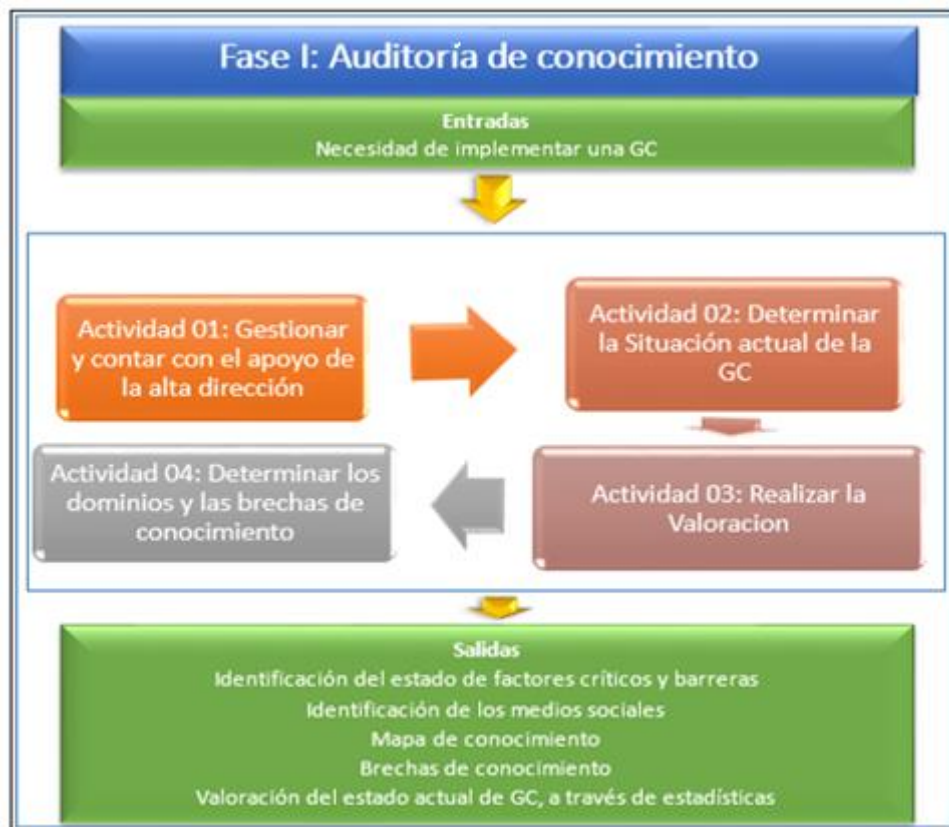 Fase I: Auditoría de conocimiento
Entradas
Necesidad de implementar una GC
Actividad 01: Gestionar
y contar con el apoyo de
la alta dirección
Actividad 02: Determinar
la Situación actual de la
GC
Actividad 03: Realizar la
Valoracion
Actividad 04: Determinar los
dominios y las brechas de
conocimiento
Salidas
Identificación del estado de factores críticos y barreras
Identificación de los medios sociales
Mapa de conocimiento
Brechas de conocimiento
Valoración del estado actual de GC, a través de estadísticas